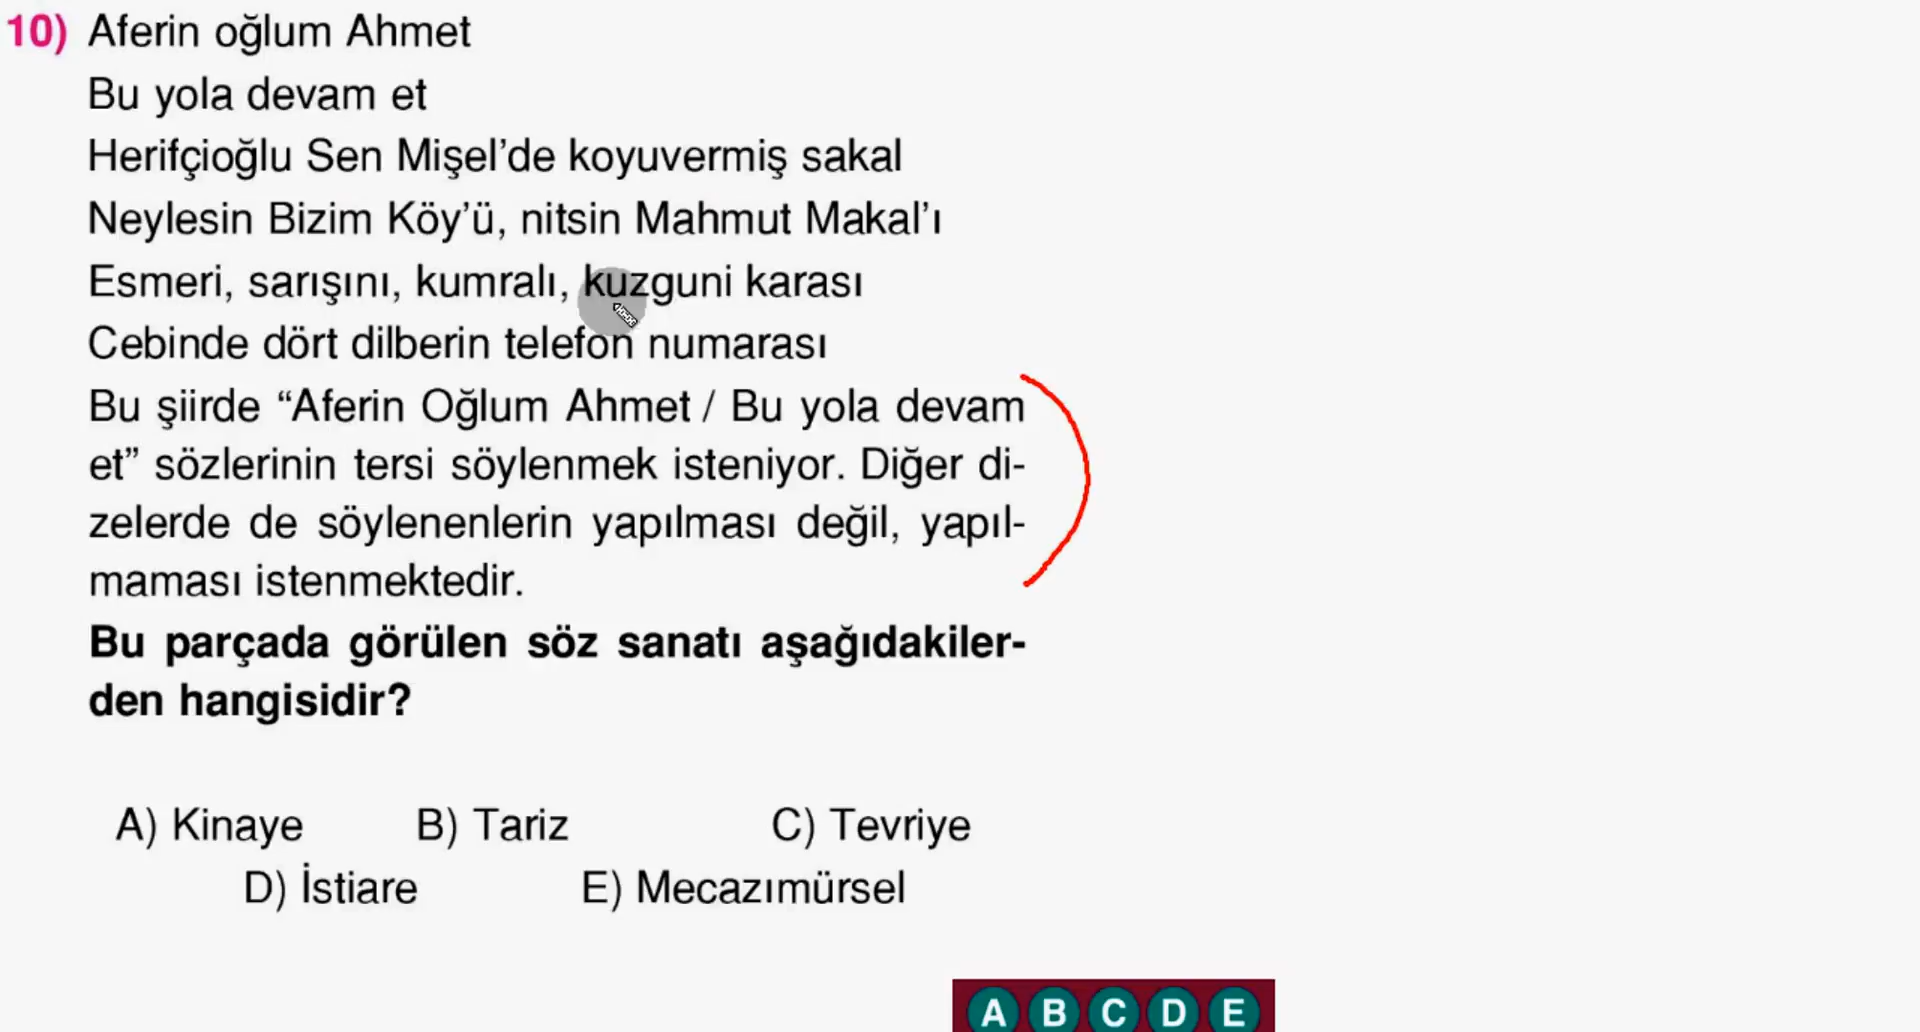 10) Aferin oğlum Ahmet
Bu yola devam et
Herifçioğlu Sen Mişel’de koyuvermiş sakal
Neylesin Bizim Köy’ü, nitsin Mahmut Makal’ı
Esmeri, sarışını, kumralı, kuzguni karası
Cebinde dört dilberin telefon numarası
Bu şiirde “Aferin Oğlum Ahmet / Bu yola devam
et” sözlerinin tersi söylenmek isteniyor. Diğer di-
zelerde de söylenenlerin yapılması değil, yapıl-
maması istenmektedir.
Bu parçada görülen söz sanatı aşağıdakiler-
den hangisidir?
A) Kinaye B) Tariz C) Tevriye
D) İstiare E) Mecazımürsel
A B C D E